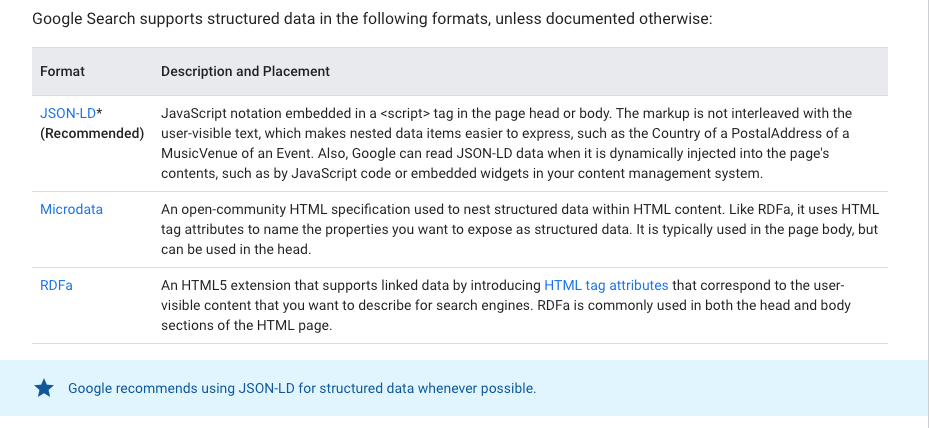 Google Search supports structured data in the following formats, unless documented otherwise:
Format
Description and Placement
JSON-LD*
(Recommended)
JavaScript notation embedded in a <script> tag in the page head or body. The markup is not interleaved with the
user-visible text, which makes nested data items easier to express, such as the Country of a PostalAddress of a
MusicVenue of an Event. Also, Google can read JSON-LD data when it is dynamically injected into the page's
contents, such as by JavaScript code or embedded widgets in your content management system.
Microdata
An open-community HTML specification used to nest structured data within HTML content. Like RDFa, it uses HTML
tag attributes to name the properties you want to expose as structured data. It is typically used in the page body, but
can be used in the head.
RDFa
An HTML5 extension that supports linked data by introducing HTML tag attributes that correspond to the user-
visible content that you want to describe for search engines. RDFa is commonly used in both the head and body
sections of the HTML page.
Google recommends using JSON-LD for structured data whenever possible.